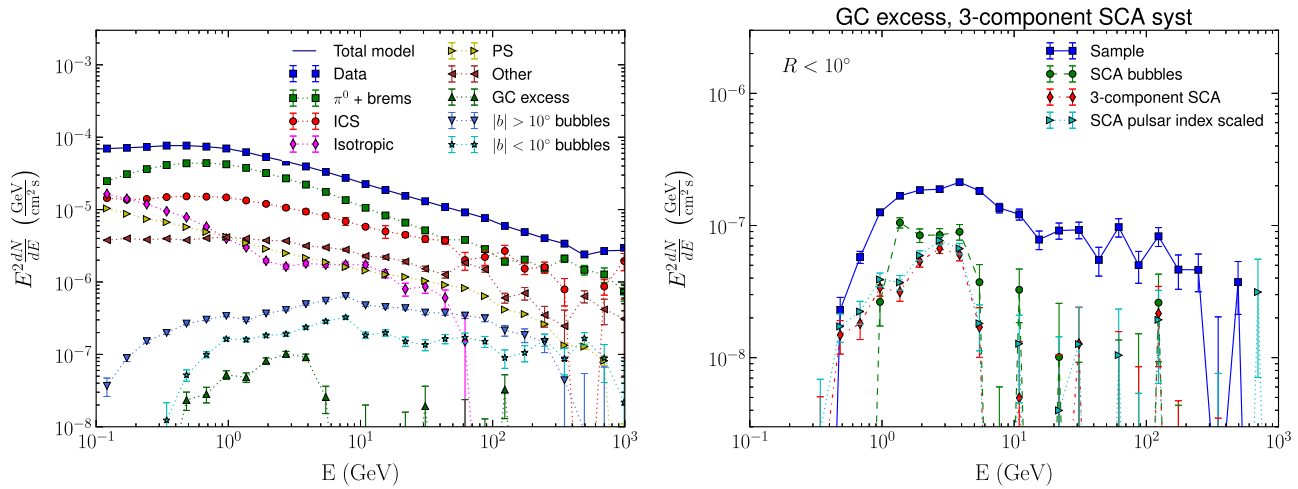 GC excess, 3-component SCA syst
Total model
Data
π⁰ + brems
ICS
Isotropic
PS
Other
GC excess
|b| > 10° bubbles
|b| < 10° bubbles
10⁻³
10⁻⁴
10⁻⁵
10⁻⁶
10⁻⁷
10⁻⁸
E² dN/dE (GeV/cm² s)
10⁻¹ 10⁰ 10¹ 10² 10³
E (GeV)
R < 10°
Sample
SCA bubbles
3-component SCA
SCA pulsar index scaled
10⁻⁶
10⁻⁷
10⁻⁸
E² dN/dE (GeV/cm² s)
10⁻¹ 10⁰ 10¹ 10² 10³
E (GeV)